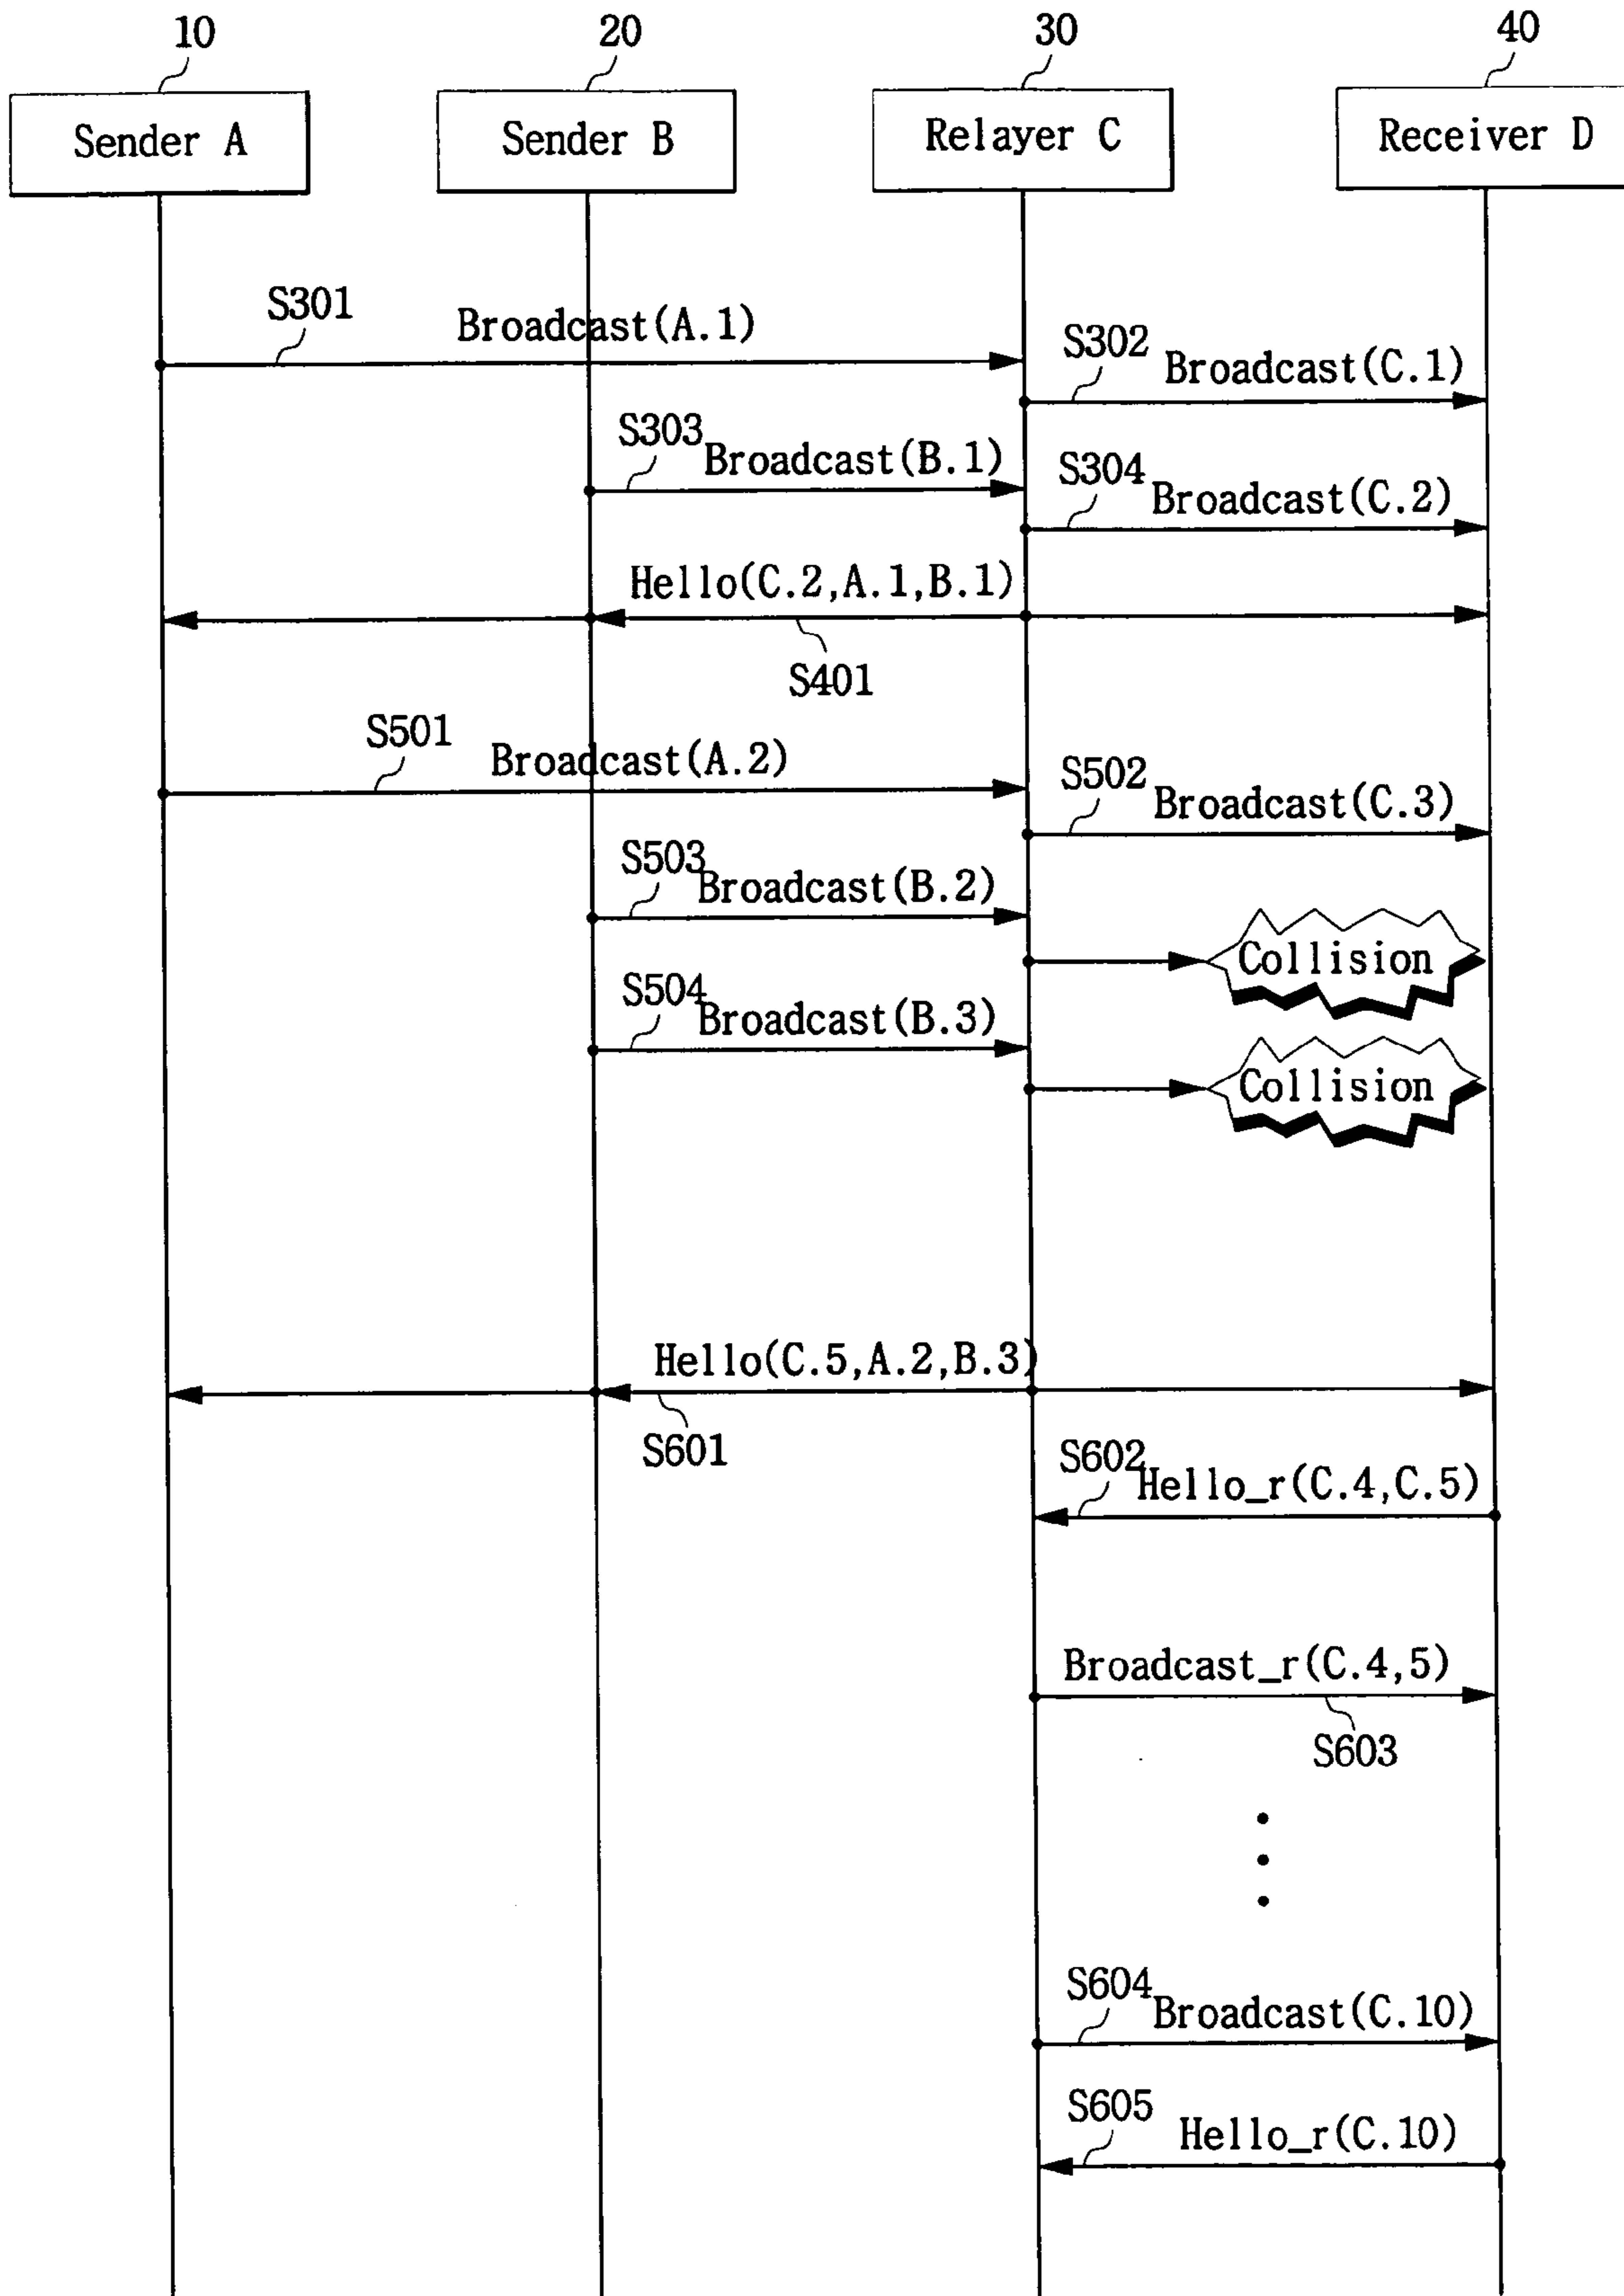 10
20
30
40
Sender A
Sender B
Relayer C
Receiver D
S301
Broadcast(A.1)
S302
Broadcast(C.1)
S303
Broadcast(B.1)
S304
Broadcast(C.2)
Hello(C.2,A.1,B.1)
S401
S501
Broadcast(A.2)
S502
Broadcast(C.3)
S503
Broadcast(B.2)
Collision
S504
Broadcast(B.3)
Collision
Hello(C.5,A.2,B.3)
S601
S602
Hello_r(C.4,C.5)
Broadcast_r(C.4,5)
S603
S604
Broadcast(C.10)
S605
Hello_r(C.10)